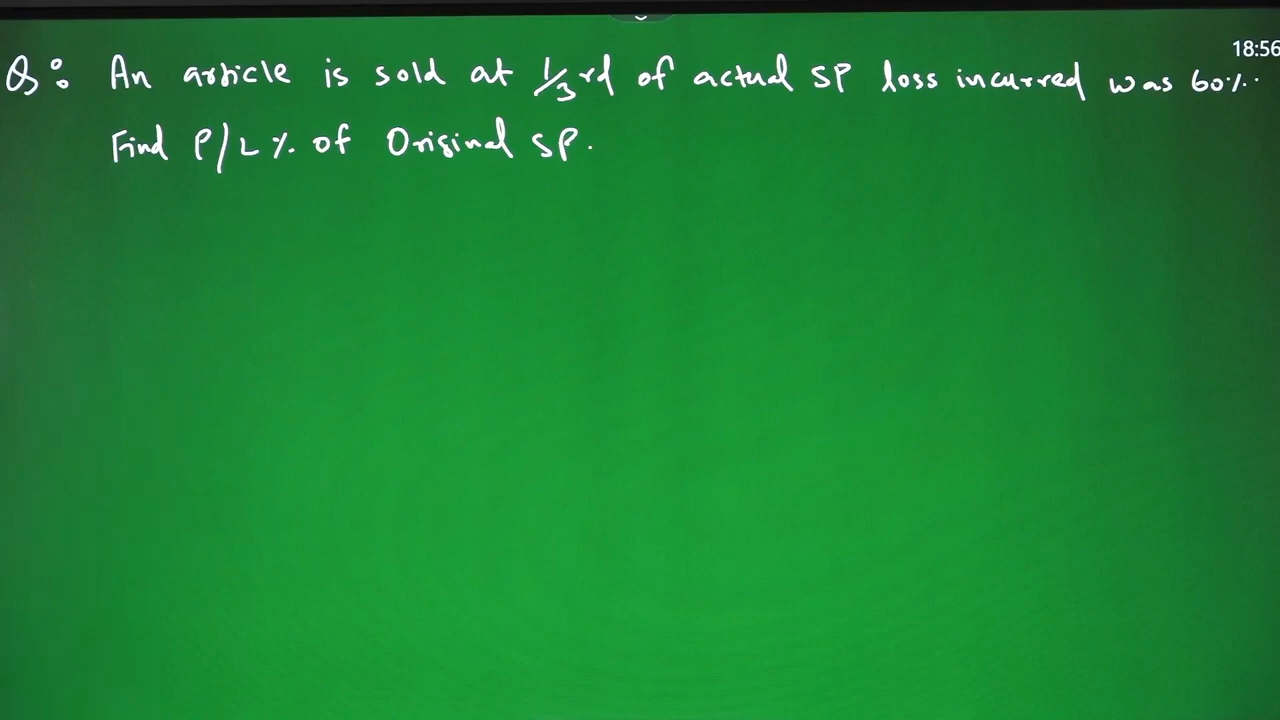 18:56
Q: An article is sold at 1/3rd of actual SP loss incurred was 60%.
Find P/L % of Original SP.